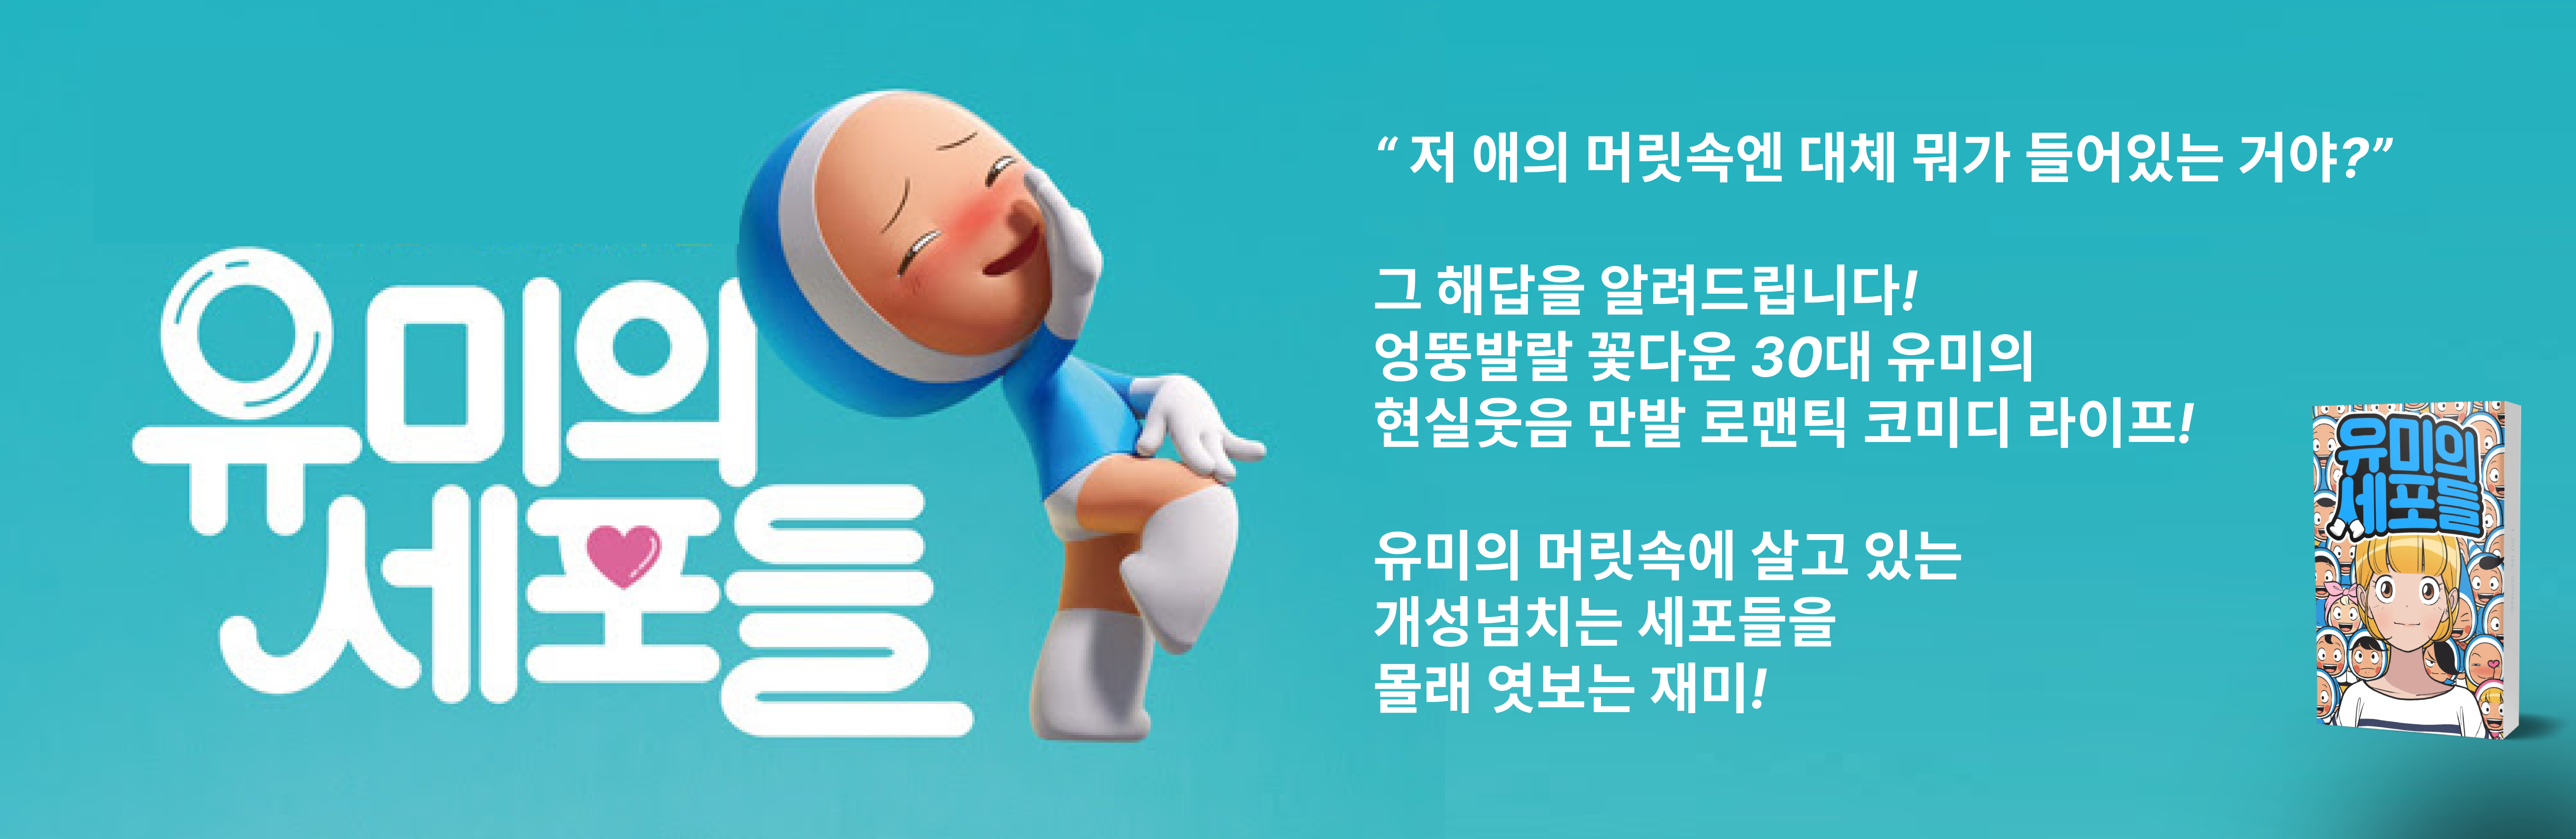 유미의
세포들
“ 저 애의 머릿속엔 대체 뭐가 들어있는 거야?”
그 해답을 알려드립니다!
엉뚱발랄 꽃다운 30대 유미의
현실웃음 만발 로맨틱 코미디 라이프!
유미의 머릿속에 살고 있는
개성넘치는 세포들을
몰래 엿보는 재미!
유미의
세포들